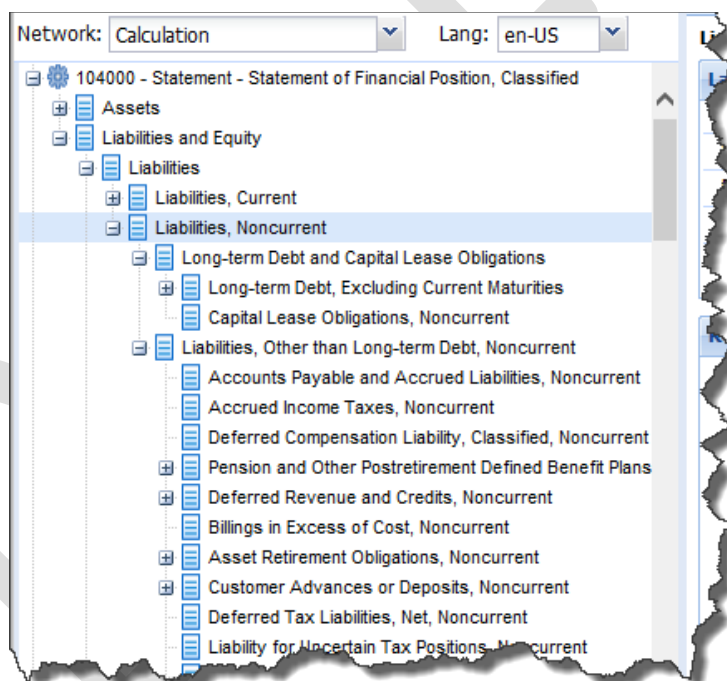 Network: Calculation Lang: en-US
104000 - Statement - Statement of Financial Position, Classified
Assets
Liabilities and Equity
Liabilities
Liabilities, Current
Liabilities, Noncurrent
Long-term Debt and Capital Lease Obligations
Long-term Debt, Excluding Current Maturities
Capital Lease Obligations, Noncurrent
Liabilities, Other than Long-term Debt, Noncurrent
Accounts Payable and Accrued Liabilities, Noncurrent
Accrued Income Taxes, Noncurrent
Deferred Compensation Liability, Classified, Noncurrent
Pension and Other Postretirement Defined Benefit Plans
Deferred Revenue and Credits, Noncurrent
Billings in Excess of Cost, Noncurrent
Asset Retirement Obligations, Noncurrent
Customer Advances or Deposits, Noncurrent
Deferred Tax Liabilities, Net, Noncurrent
Liability for Uncertain Tax Positions, Noncurrent